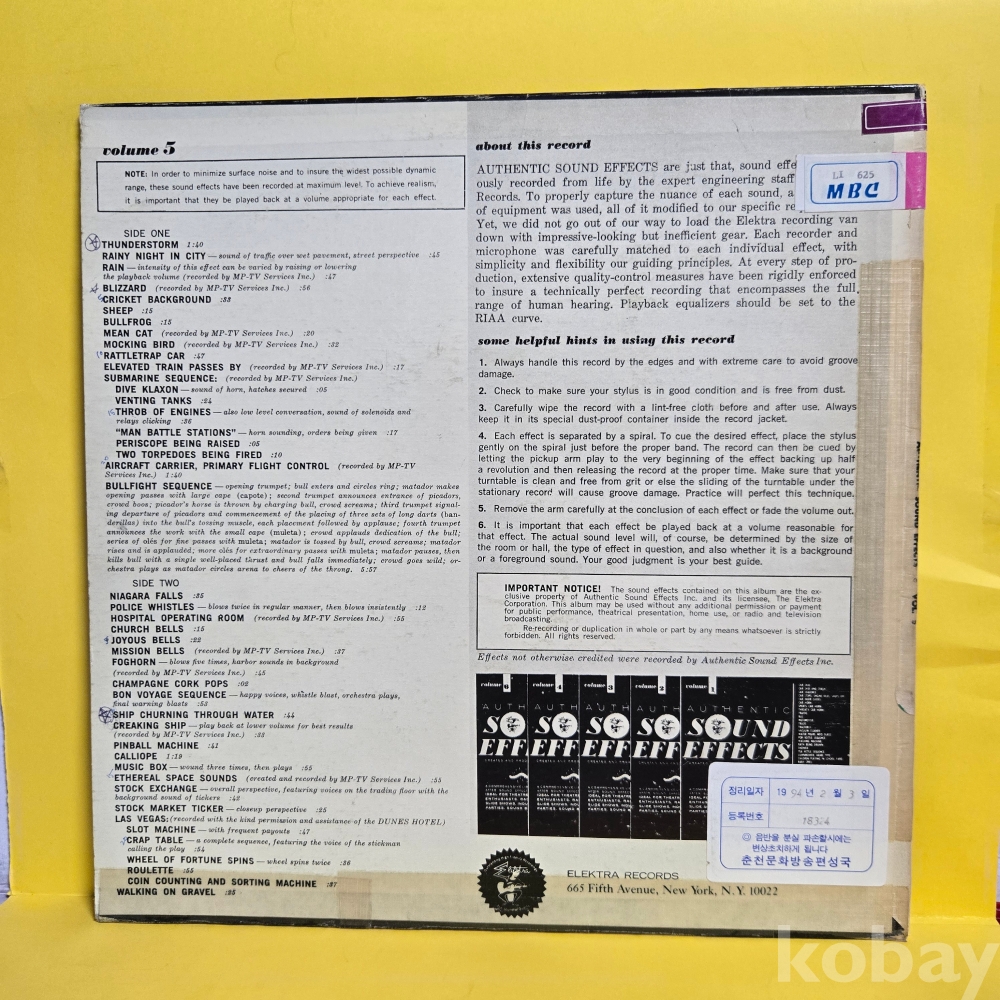 volume 5
NOTE: In order to minimize surface noise and to insure the widest possible dynamic
range, these sound effects have been recorded at maximum level. To achieve realism,
it is important that they be played back at a volume appropriate for each effect.
SIDE ONE
THUNDERSTORM 1:40
RAINY NIGHT IN CITY — sound of traffic over wet pavement, street perspective :45
RAIN — intensity of this effect can be varied by raising or lowering
the playback volume (recorded by MP-TV Services Inc.) :47
BLIZZARD (recorded by MP-TV Services Inc.) :56
CRICKET BACKGROUND :33
SHEEP :15
BULLFROG :15
MEAN CAT (recorded by MP-TV Services Inc.) :20
MOCKING BIRD (recorded by MP-TV Services Inc.) :32
RATTLETRAP CAR :47
ELEVATED TRAIN PASSES BY (recorded by MP-TV Services Inc.) :17
SUBMARINE SEQUENCE: (recorded by MP-TV Services Inc.)
DIVE KLAXON — sound of horn, hatches secured :05
VENTING TANKS :24
THROB OF ENGINES — also low level conversation, sound of solenoids and
relays clicking :36
"MAN BATTLE STATIONS" — horn sounding, orders being given :17
PERISCOPE BEING RAISED :05
TWO TORPEDOES BEING FIRED :10
AIRCRAFT CARRIER, PRIMARY FLIGHT CONTROL (recorded by MP-TV
Services Inc.) 1:40
BULLFIGHT SEQUENCE — opening trumpet; bull enters and circles ring; matador makes
opening passes with large cape (capote); second trumpet announces entrance of picadors,
crowd boos; picador's horse is thrown by charging bull, crowd screams; third trumpet signal-
ing departure of picadors and commencement of the placing of three sets of long darts (ban-
derillas) into the bull's tossing muscle, each placement followed by applause; fourth trumpet
announces the work with the small cape (muleta); crowd applauds dedication of the bull;
series of olés for fine passes with muleta; matador is tossed by bull, crowd screams; matador
rises and is applauded; more olés for extraordinary passes with muleta; matador pauses, then
kills bull with a single well-placed thrust and bull falls immediately; crowd goes wild; or-
chestra plays as matador circles arena to cheers of the throng. 5:57
SIDE TWO
NIAGARA FALLS :35
POLICE WHISTLES — blows twice in regular manner, then blows insistently :12
HOSPITAL OPERATING ROOM (recorded by MP-TV Services Inc.) :55
CHURCH BELLS :15
JOYOUS BELLS :22
MISSION BELLS (recorded by MP-TV Services Inc.) :37
FOGHORN — blows five times, harbor sounds in background
(recorded by MP-TV Services Inc.) :45
CHAMPAGNE CORK POPS :02
BON VOYAGE SEQUENCE — happy voices, whistle blast, orchestra plays,
final warning blasts :53
SHIP CHURNING THROUGH WATER :44
CREAKING SHIP — play back at lower volume for best results
(recorded by MP-TV Services Inc.) :33
PINBALL MACHINE :41
CALLIOPE 1:19
MUSIC BOX — wound three times, then plays :55
ETHEREAL SPACE SOUNDS (created and recorded by MP-TV Services Inc.) :55
STOCK EXCHANGE — overall perspective, featuring voices on the trading floor with the
background sound of tickers :42
STOCK MARKET TICKER — closeup perspective :25
LAS VEGAS: (recorded with the kind permission and assistance of the DUNES HOTEL)
SLOT MACHINE — with frequent payouts :47
CRAP TABLE — a complete sequence, featuring the voice of the stickman
calling the play :54
WHEEL OF FORTUNE SPINS — wheel spins twice :36
ROULETTE :55
COIN COUNTING AND SORTING MACHINE :37
WALKING ON GRAVEL :25
about this record
AUTHENTIC SOUND EFFECTS are just that, sound effe
ously recorded from life by the expert engineering staff
Records. To properly capture the nuance of each sound, a
of equipment was used, all of it modified to our specific re
Yet, we did not go out of our way to load the Elektra recording van
down with impressive-looking but inefficient gear. Each recorder and
microphone was carefully matched to each individual effect, with
simplicity and flexibility our guiding principles. At every step of pro-
duction, extensive quality-control measures have been rigidly enforced
to insure a technically perfect recording that encompasses the full
range of human hearing. Playback equalizers should be set to the
RIAA curve.
LI 625
MBC
some helpful hints in using this record
1. Always handle this record by the edges and with extreme care to avoid groove
damage.
2. Check to make sure your stylus is in good condition and is free from dust.
3. Carefully wipe the record with a lint-free cloth before and after use. Always
keep it in its special dust-proof container inside the record jacket.
4. Each effect is separated by a spiral. To cue the desired effect, place the stylus
gently on the spiral just before the proper band. The record can then be cued by
letting the pickup arm play to the very beginning of the effect backing up half
a revolution and then releasing the record at the proper time. Make sure that your
turntable is clean and free from grit or else the sliding of the turntable under the
stationary record will cause groove damage. Practice will perfect this technique.
5. Remove the arm carefully at the conclusion of each effect or fade the volume out.
6. It is important that each effect be played back at a volume reasonable for
that effect. The actual sound level will, of course, be determined by the size of
the room or hall, the type of effect in question, and also whether it is a background
or a foreground sound. Your good judgment is your best guide.
IMPORTANT NOTICE! The sound effects contained on this album are the ex-
clusive property of Authentic Sound Effects Inc. and its licensee, The Elektra
Corporation. This album may be used without any additional permission or payment
for public performance, theatrical presentation, home use, or radio and television
broadcasting.
Re-recording or duplication in whole or part by any means whatsoever is strictly
forbidden. All rights reserved.
Effects not otherwise credited were recorded by Authentic Sound Effects Inc.
volume 5
volume 4
volume 3
volume 2
volume 1
AUTHENTIC
SOUND
EFFECTS
정리일자 1994년 2월 3일
등록번호 18324
◎ 음반을 분실 파손할시에는
변상조치하게 됩니다
춘천문화방송편성국
Elektra
ELEKTRA RECORDS
665 Fifth Avenue, New York, N.Y. 10022
kobay